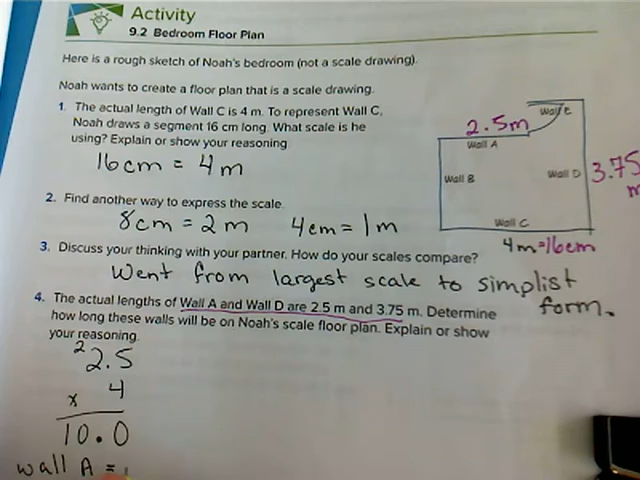 Activity
9.2 Bedroom Floor Plan
Here is a rough sketch of Noah's bedroom (not a scale drawing).
Noah wants to create a floor plan that is a scale drawing.
1. The actual length of Wall C is 4 m. To represent Wall C,
Noah draws a segment 16 cm long. What scale is he
using? Explain or show your reasoning.
16cm = 4m
2. Find another way to express the scale.
8cm = 2m 4cm = 1m
3. Discuss your thinking with your partner. How do your scales compare?
Went from largest scale to simplist
form.
4. The actual lengths of Wall A and Wall D are 2.5 m and 3.75 m. Determine
how long these walls will be on Noah's scale floor plan. Explain or show
your reasoning.
2
2.5
x 4
10.0
wall A =
Wall E
2.5m
Wall A
Wall B
Wall D
3.75
m
Wall C
4m=16cm